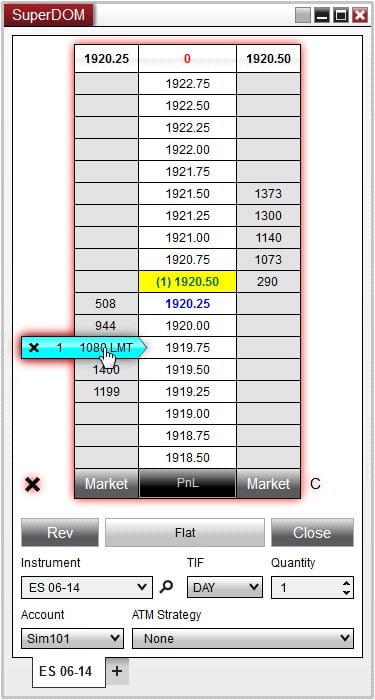 SuperDOM
1920.25 0 1920.50
1922.75
1922.50
1922.25
1922.00
1921.75
1921.50 1373
1921.25 1300
1921.00 1140
1920.75 1073
(1) 1920.50 290
508 1920.25
944 1920.00
1 1080 LMT 1919.75
1400 1919.50
1199 1919.25
1919.00
1918.75
1918.50
Market PnL Market C
Rev Flat Close
Instrument TIF Quantity
ES 06-14 DAY 1
Account ATM Strategy
Sim101 None
ES 06-14 +